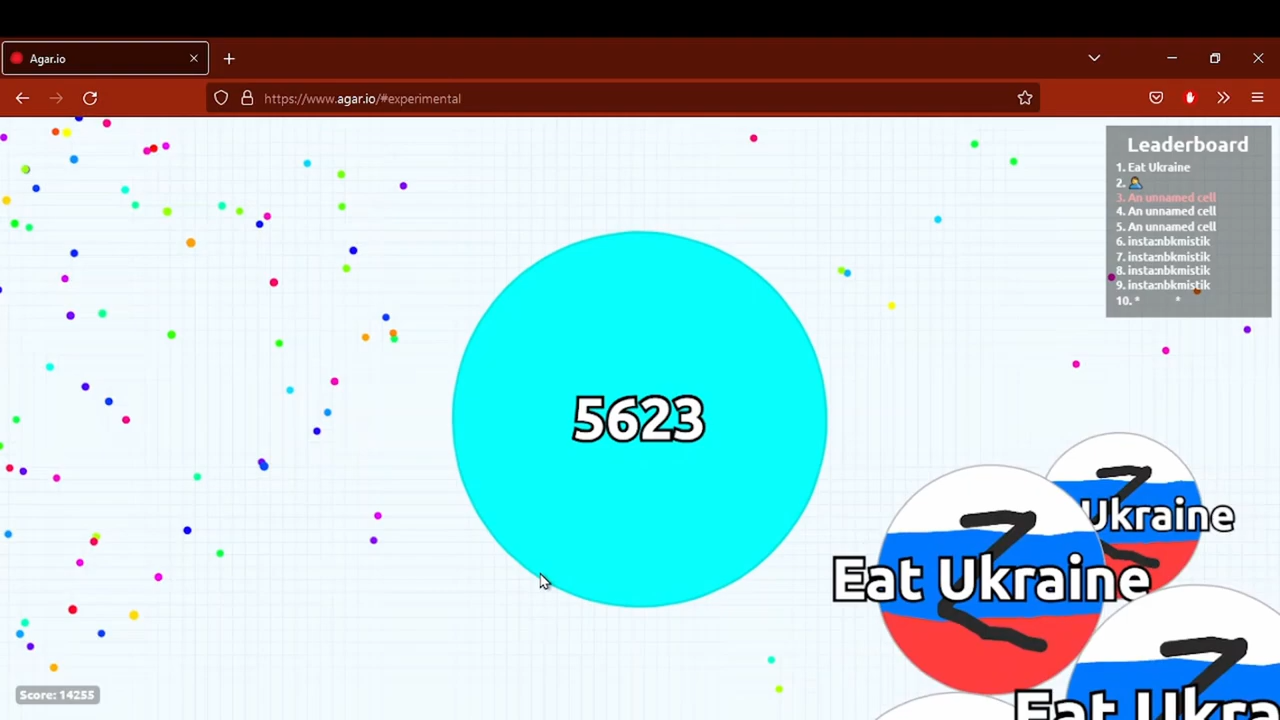 Agar.io
https://www.agar.io/#experimental
Leaderboard
1. Eat Ukraine
2. 🤦
3. An unnamed cell
4. An unnamed cell
5. An unnamed cell
6. insta:nbkmistik
7. insta:nbkmistik
8. insta:nbkmistik
9. insta:nbkmistik
10. * *
5623
Ukraine
Eat Ukraine
Eat Ukra
Score: 14255